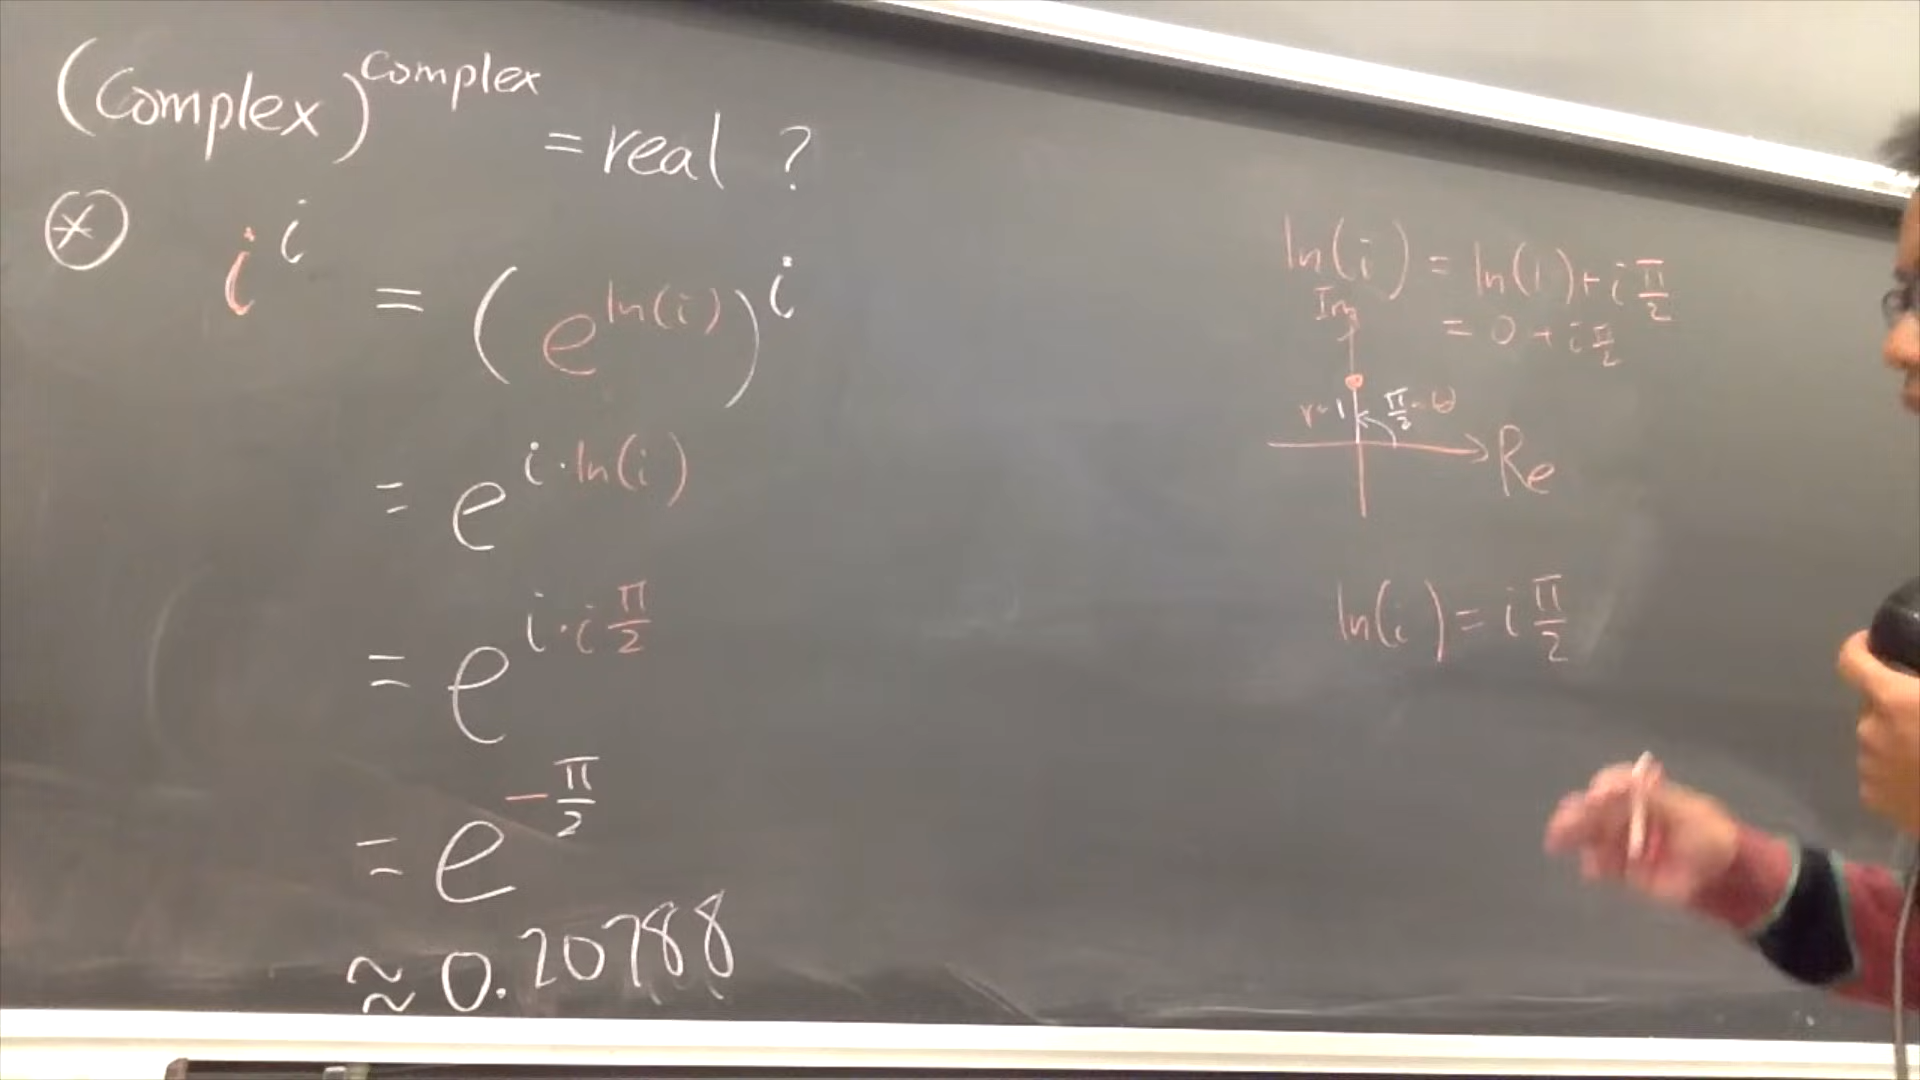 (Complex)^complex = real ?
⊛ i^i = (e^ln(i))^i
= e^i·ln(i)
= e^i·i π/2
= e^-π/2
≈ 0.20788
ln(i) = ln(1) + i π/2
= 0 + i π/2
Im
r=1 π/2=θ
Re
ln(i) = i π/2